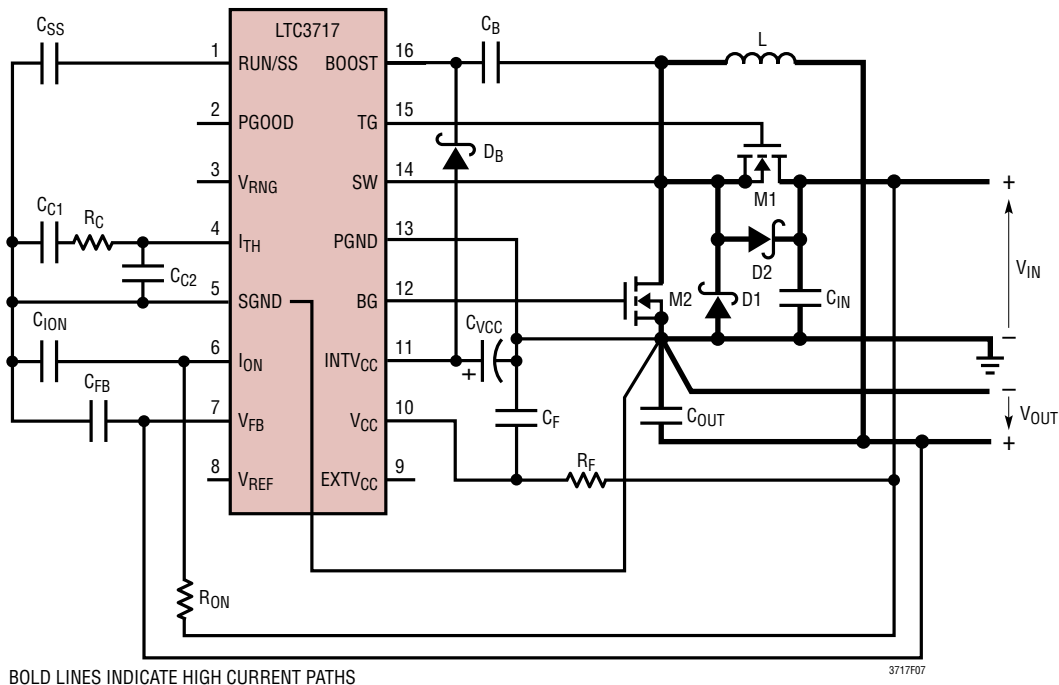 LTC3717
C_SS
1
RUN/SS
BOOST
16
C_B
L
2
PGOOD
TG
15
D_B
3
V_RNG
SW
14
M1
+
C_C1
R_C
4
I_TH
PGND
13
D2
V_IN
C_C2
5
SGND
BG
12
M2
D1
C_IN
C_ION
6
I_ON
INTV_CC
11
C_VCC
+
−
C_FB
7
V_FB
V_CC
10
C_F
C_OUT
−
V_OUT
+
8
V_REF
EXTV_CC
9
R_F
R_ON
BOLD LINES INDICATE HIGH CURRENT PATHS
3717F07